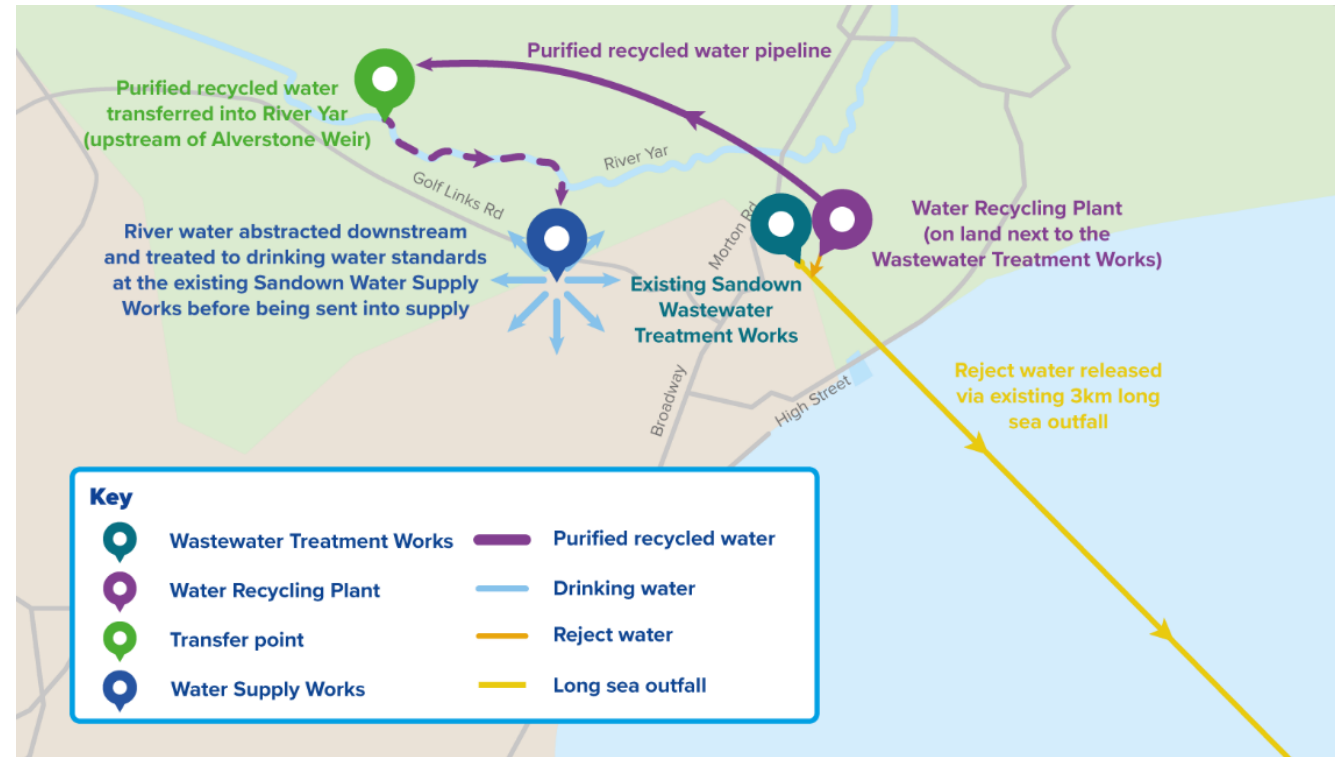 Purified recycled water pipeline
Purified recycled water
transferred into River Yar
(upstream of Alverstone Weir)
River Yar
Golf Links Rd
Morton Rd
Water Recycling Plant
(on land next to the
Wastewater Treatment Works)
River water abstracted downstream
and treated to drinking water standards
at the existing Sandown Water Supply
Works before being sent into supply
Existing Sandown
Wastewater
Treatment Works
Broadway
High Street
Reject water released
via existing 3km long
sea outfall
Key
Wastewater Treatment Works
Water Recycling Plant
Transfer point
Water Supply Works
Purified recycled water
Drinking water
Reject water
Long sea outfall